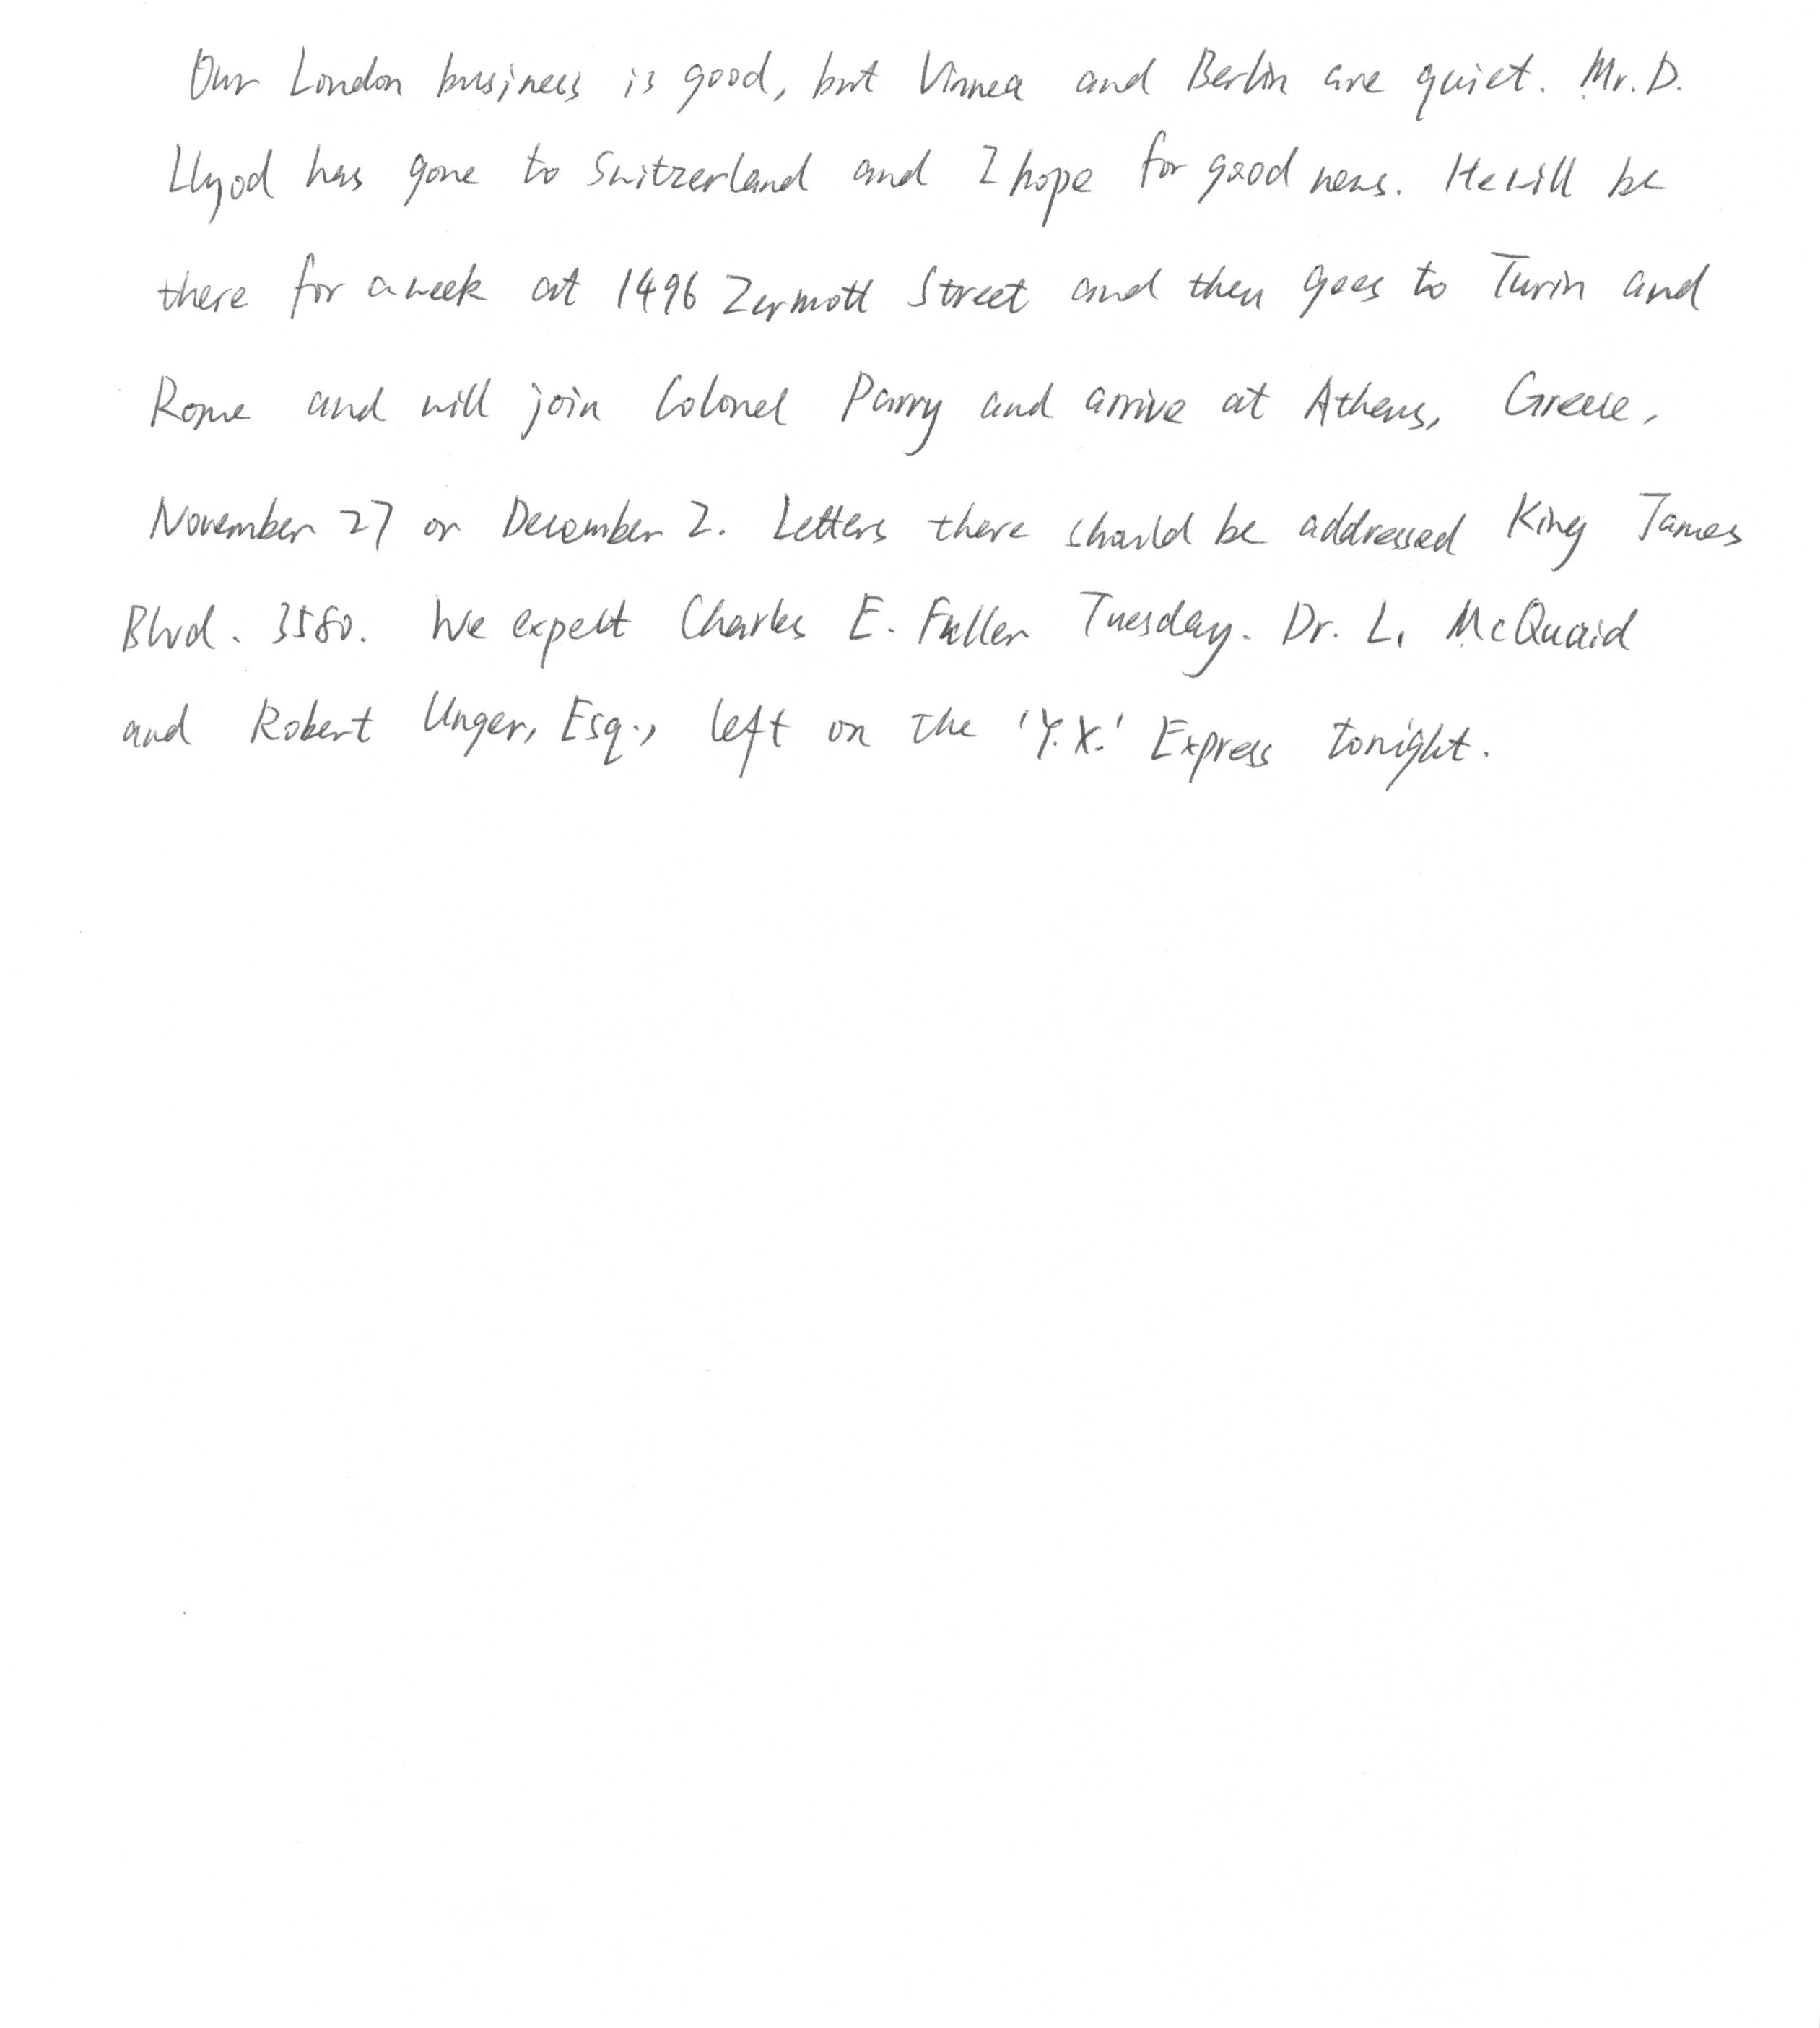 Our London business is good, but Vinnea and Berlin are quiet. Mr. D.
Llyod has gone to Switzerland and I hope for good news. He will be
there for a week at 1496 Zermott Street and then goes to Turin and
Rome and will join Colonel Parry and arrive at Athens, Greece,
November 27 or December 2. Letters there should be addressed King James
Blvd. 3580. We expect Charles E. Fuller Tuesday. Dr. L. McQuaid
and Robert Unger, Esq., left on the 'Y.X.' Express tonight.